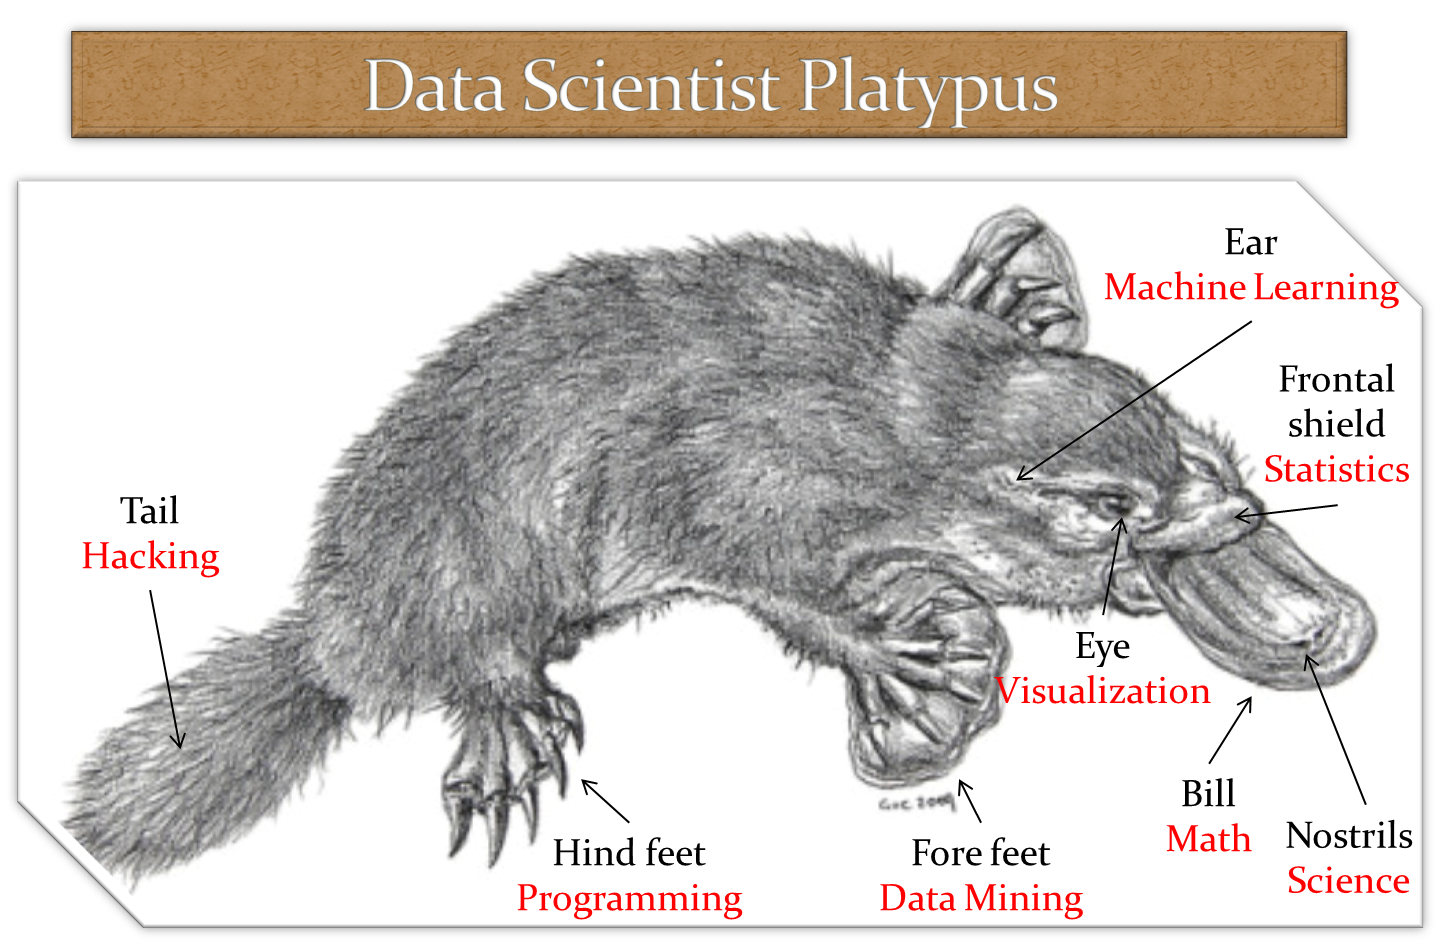 Data Scientist Platypus
Ear
Machine Learning
Frontal
shield
Statistics
Tail
Hacking
Eye
Visualization
Bill
Math
Nostrils
Science
Hind feet
Programming
Fore feet
Data Mining
2009